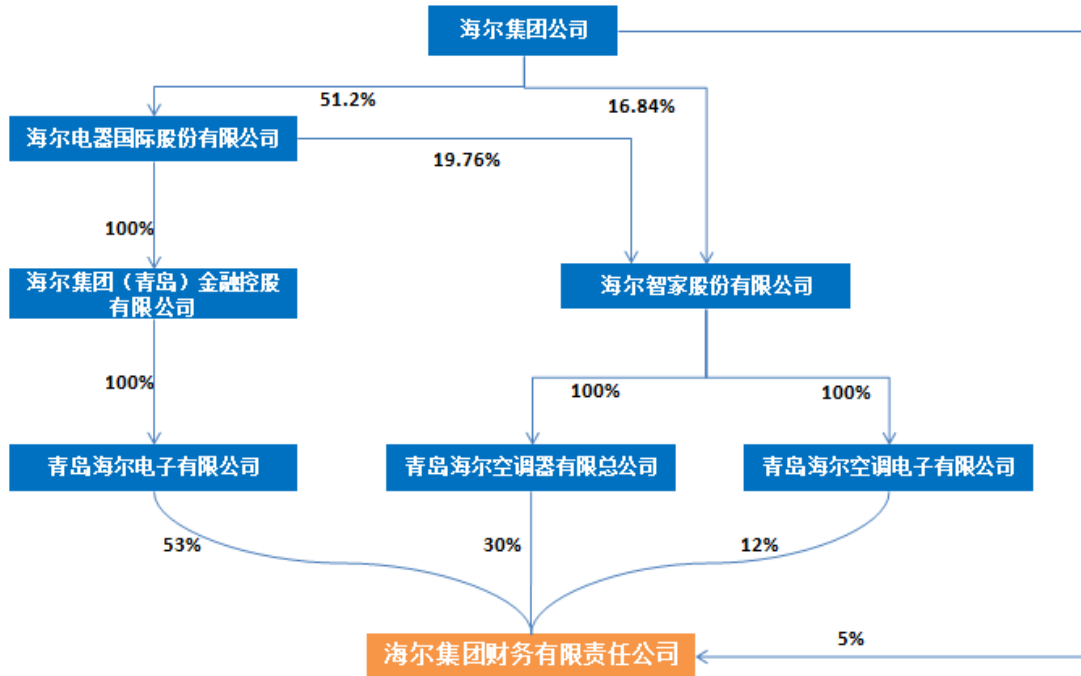 海尔集团公司
51.2%
16.84%
海尔电器国际股份有限公司
19.76%
100%
海尔集团（青岛）金融控股
有限公司
海尔智家股份有限公司
100%
100%
100%
青岛海尔电子有限公司
青岛海尔空调器有限总公司
青岛海尔空调电子有限公司
53%
30%
12%
海尔集团财务有限责任公司
5%